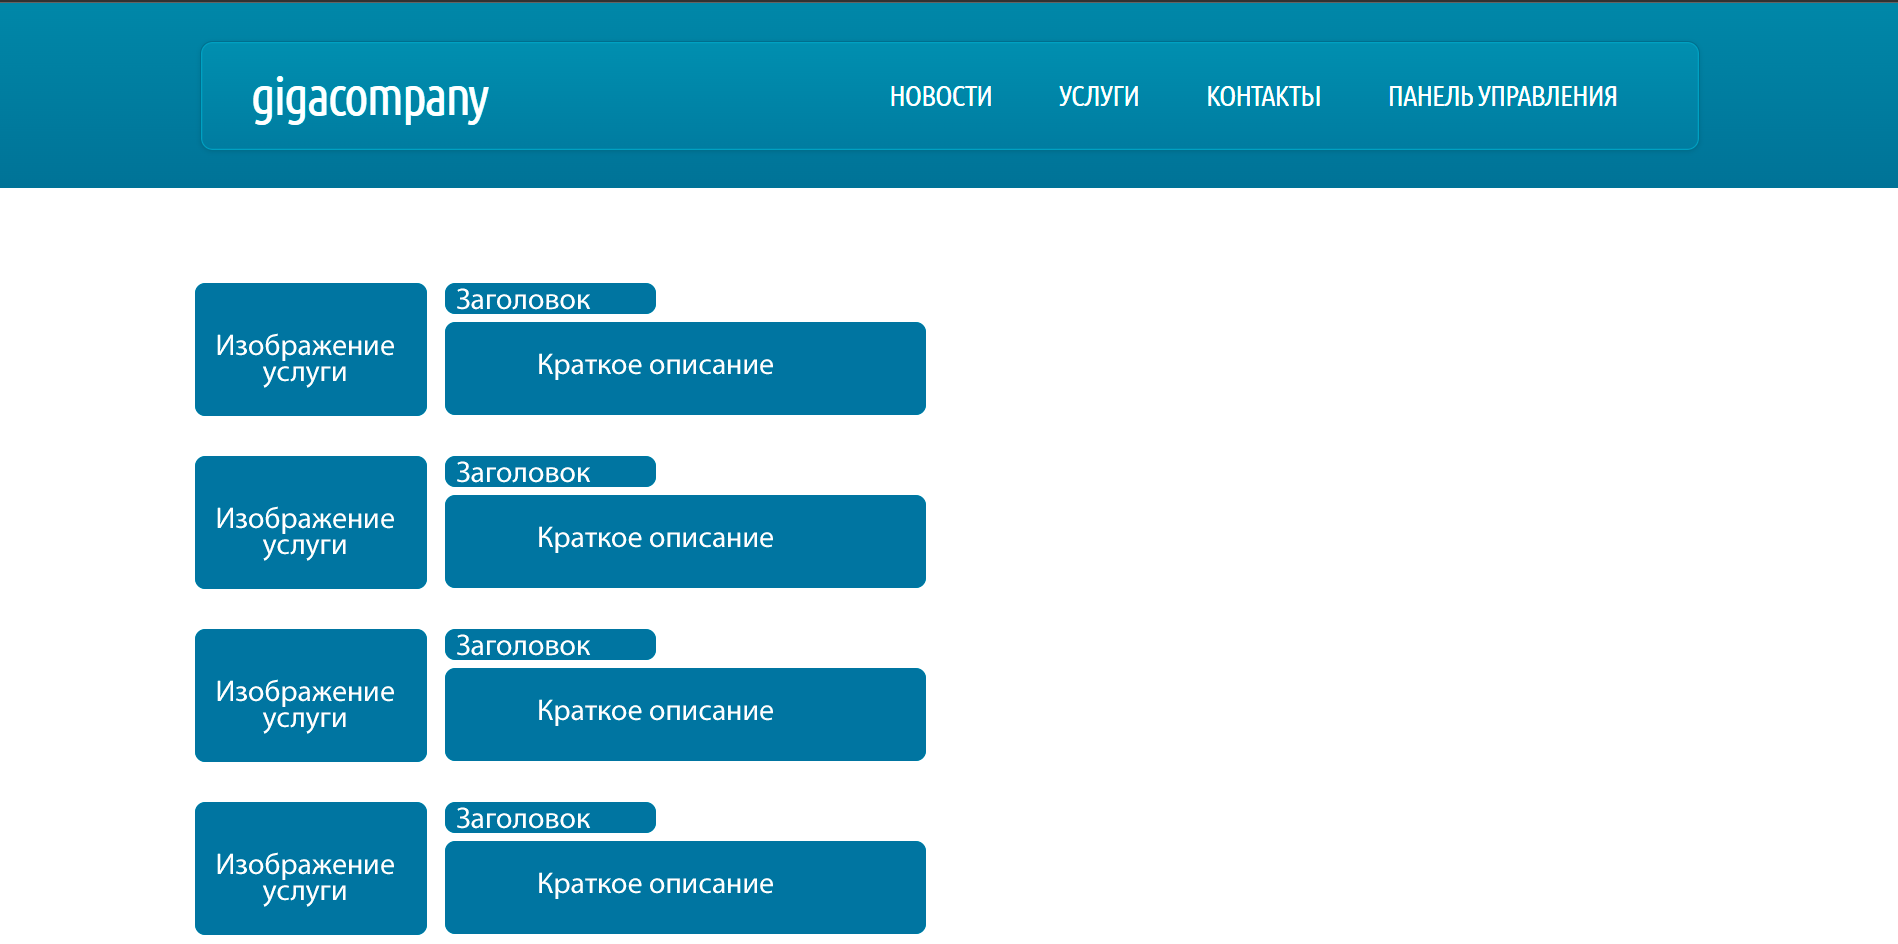 gigacompany
НОВОСТИ УСЛУГИ КОНТАКТЫ ПАНЕЛЬ УПРАВЛЕНИЯ
Заголовок
Изображение
услуги
Краткое описание
Заголовок
Изображение
услуги
Краткое описание
Заголовок
Изображение
услуги
Краткое описание
Заголовок
Изображение
услуги
Краткое описание